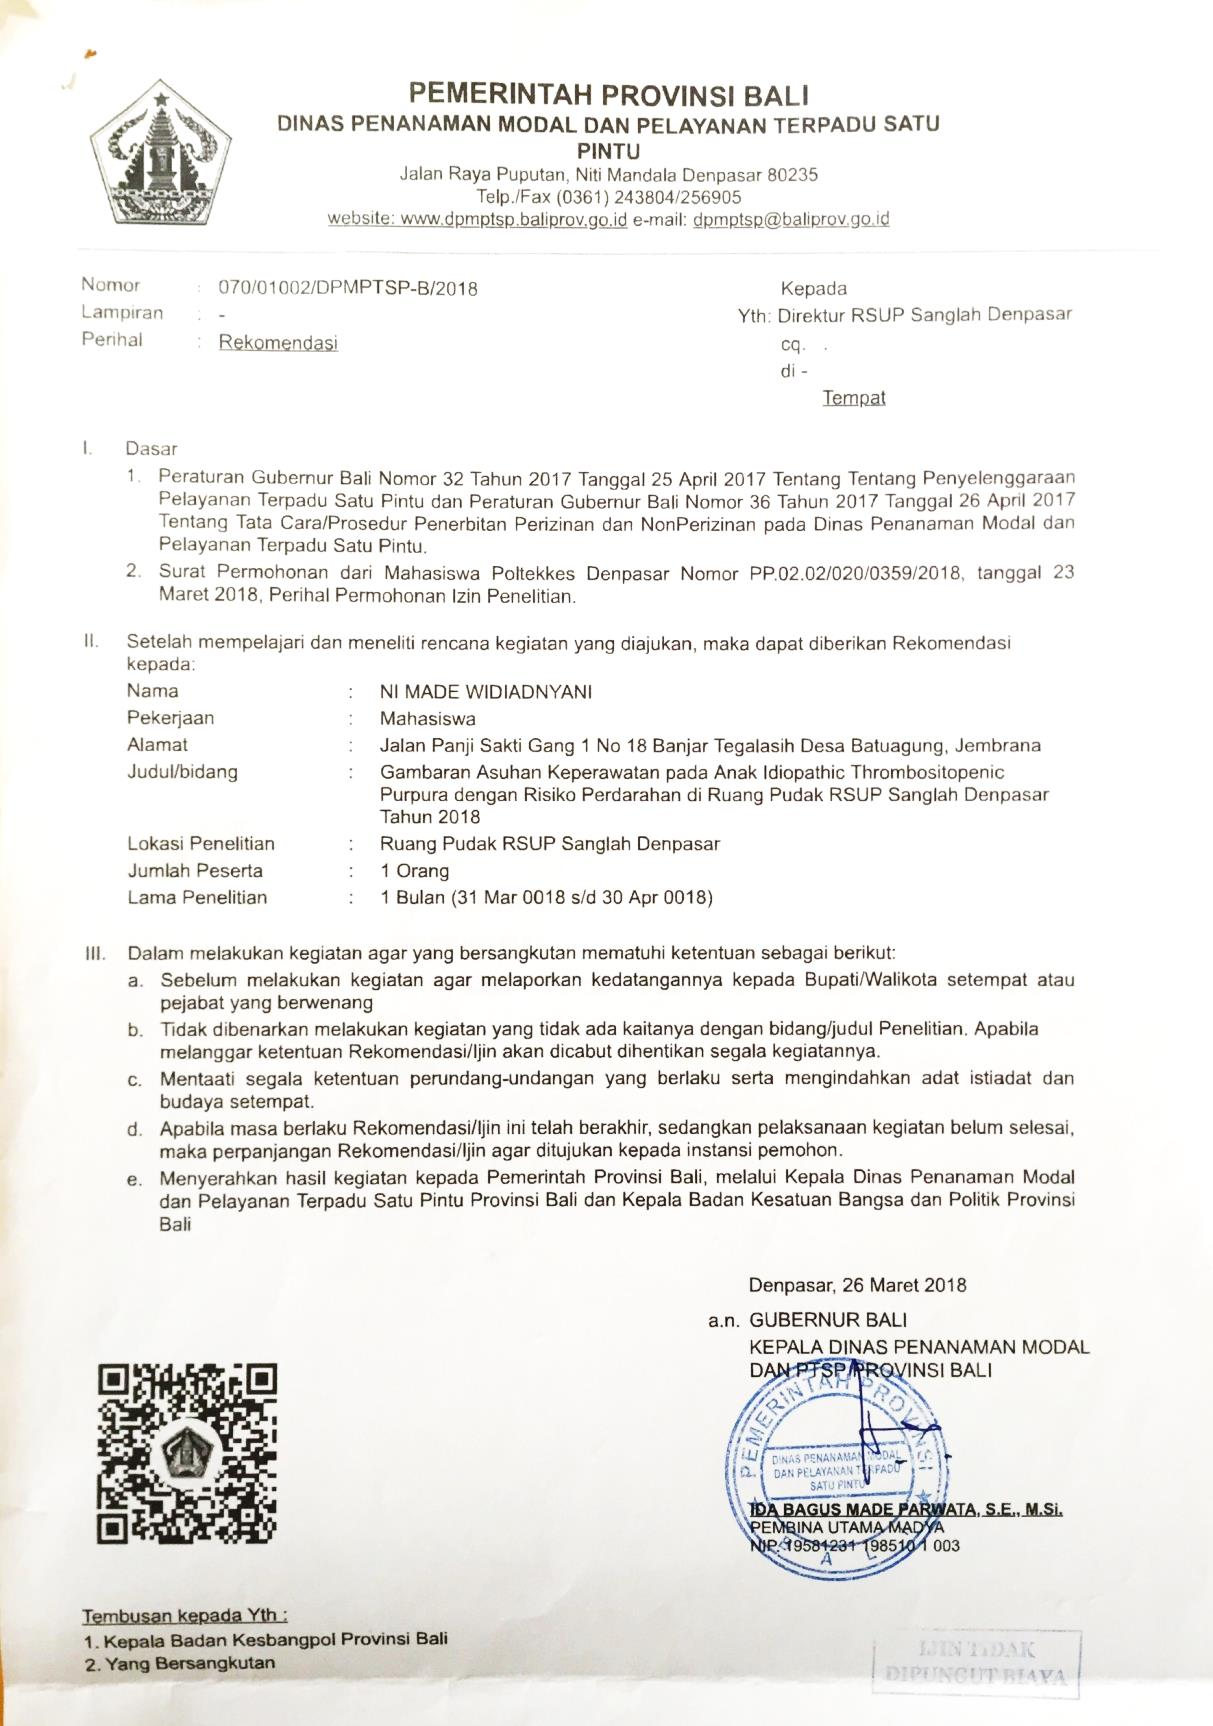 PEMERINTAH PROVINSI BALI
DINAS PENANAMAN MODAL DAN PELAYANAN TERPADU SATU
PINTU
Jalan Raya Puputan, Niti Mandala Denpasar 80235
Telp./Fax (0361) 243804/256905
website: www.dpmptsp.baliprov.go.id e-mail: dpmptsp@baliprov.go.id
Nomor : 070/01002/DPMPTSP-B/2018
Lampiran : -
Perihal : Rekomendasi
Kepada
Yth: Direktur RSUP Sanglah Denpasar
cq. .
di -
Tempat
I. Dasar
1. Peraturan Gubernur Bali Nomor 32 Tahun 2017 Tanggal 25 April 2017 Tentang Tentang Penyelenggaraan
Pelayanan Terpadu Satu Pintu dan Peraturan Gubernur Bali Nomor 36 Tahun 2017 Tanggal 26 April 2017
Tentang Tata Cara/Prosedur Penerbitan Perizinan dan NonPerizinan pada Dinas Penanaman Modal dan
Pelayanan Terpadu Satu Pintu.
2. Surat Permohonan dari Mahasiswa Poltekkes Denpasar Nomor PP.02.02/020/0359/2018, tanggal 23
Maret 2018, Perihal Permohonan Izin Penelitian.
II. Setelah mempelajari dan meneliti rencana kegiatan yang diajukan, maka dapat diberikan Rekomendasi
kepada:
Nama : NI MADE WIDIADNYANI
Pekerjaan : Mahasiswa
Alamat : Jalan Panji Sakti Gang 1 No 18 Banjar Tegalasih Desa Batuagung, Jembrana
Judul/bidang : Gambaran Asuhan Keperawatan pada Anak Idiopathic Thrombositopenic
Purpura dengan Risiko Perdarahan di Ruang Pudak RSUP Sanglah Denpasar
Tahun 2018
Lokasi Penelitian : Ruang Pudak RSUP Sanglah Denpasar
Jumlah Peserta : 1 Orang
Lama Penelitian : 1 Bulan (31 Mar 0018 s/d 30 Apr 0018)
III. Dalam melakukan kegiatan agar yang bersangkutan mematuhi ketentuan sebagai berikut:
a. Sebelum melakukan kegiatan agar melaporkan kedatangannya kepada Bupati/Walikota setempat atau
pejabat yang berwenang
b. Tidak dibenarkan melakukan kegiatan yang tidak ada kaitanya dengan bidang/judul Penelitian. Apabila
melanggar ketentuan Rekomendasi/Ijin akan dicabut dihentikan segala kegiatannya.
c. Mentaati segala ketentuan perundang-undangan yang berlaku serta mengindahkan adat istiadat dan
budaya setempat.
d. Apabila masa berlaku Rekomendasi/Ijin ini telah berakhir, sedangkan pelaksanaan kegiatan belum selesai,
maka perpanjangan Rekomendasi/Ijin agar ditujukan kepada instansi pemohon.
e. Menyerahkan hasil kegiatan kepada Pemerintah Provinsi Bali, melalui Kepala Dinas Penanaman Modal
dan Pelayanan Terpadu Satu Pintu Provinsi Bali dan Kepala Badan Kesatuan Bangsa dan Politik Provinsi
Bali
Denpasar, 26 Maret 2018
a.n. GUBERNUR BALI
KEPALA DINAS PENANAMAN MODAL
DAN PTSP PROVINSI BALI
PEMERINTAH PROVINSI
DINAS PENANAMAN MODAL
DAN PELAYANAN TERPADU
SATU PINTU
BALI
IDA BAGUS MADE PARWATA, S.E., M.Si.
PEMBINA UTAMA MADYA
NIP. 19581231 198510 1 003
Tembusan kepada Yth :
1. Kepala Badan Kesbangpol Provinsi Bali
2. Yang Bersangkutan
IJIN TIDAK
DIPUNGUT BIAYA